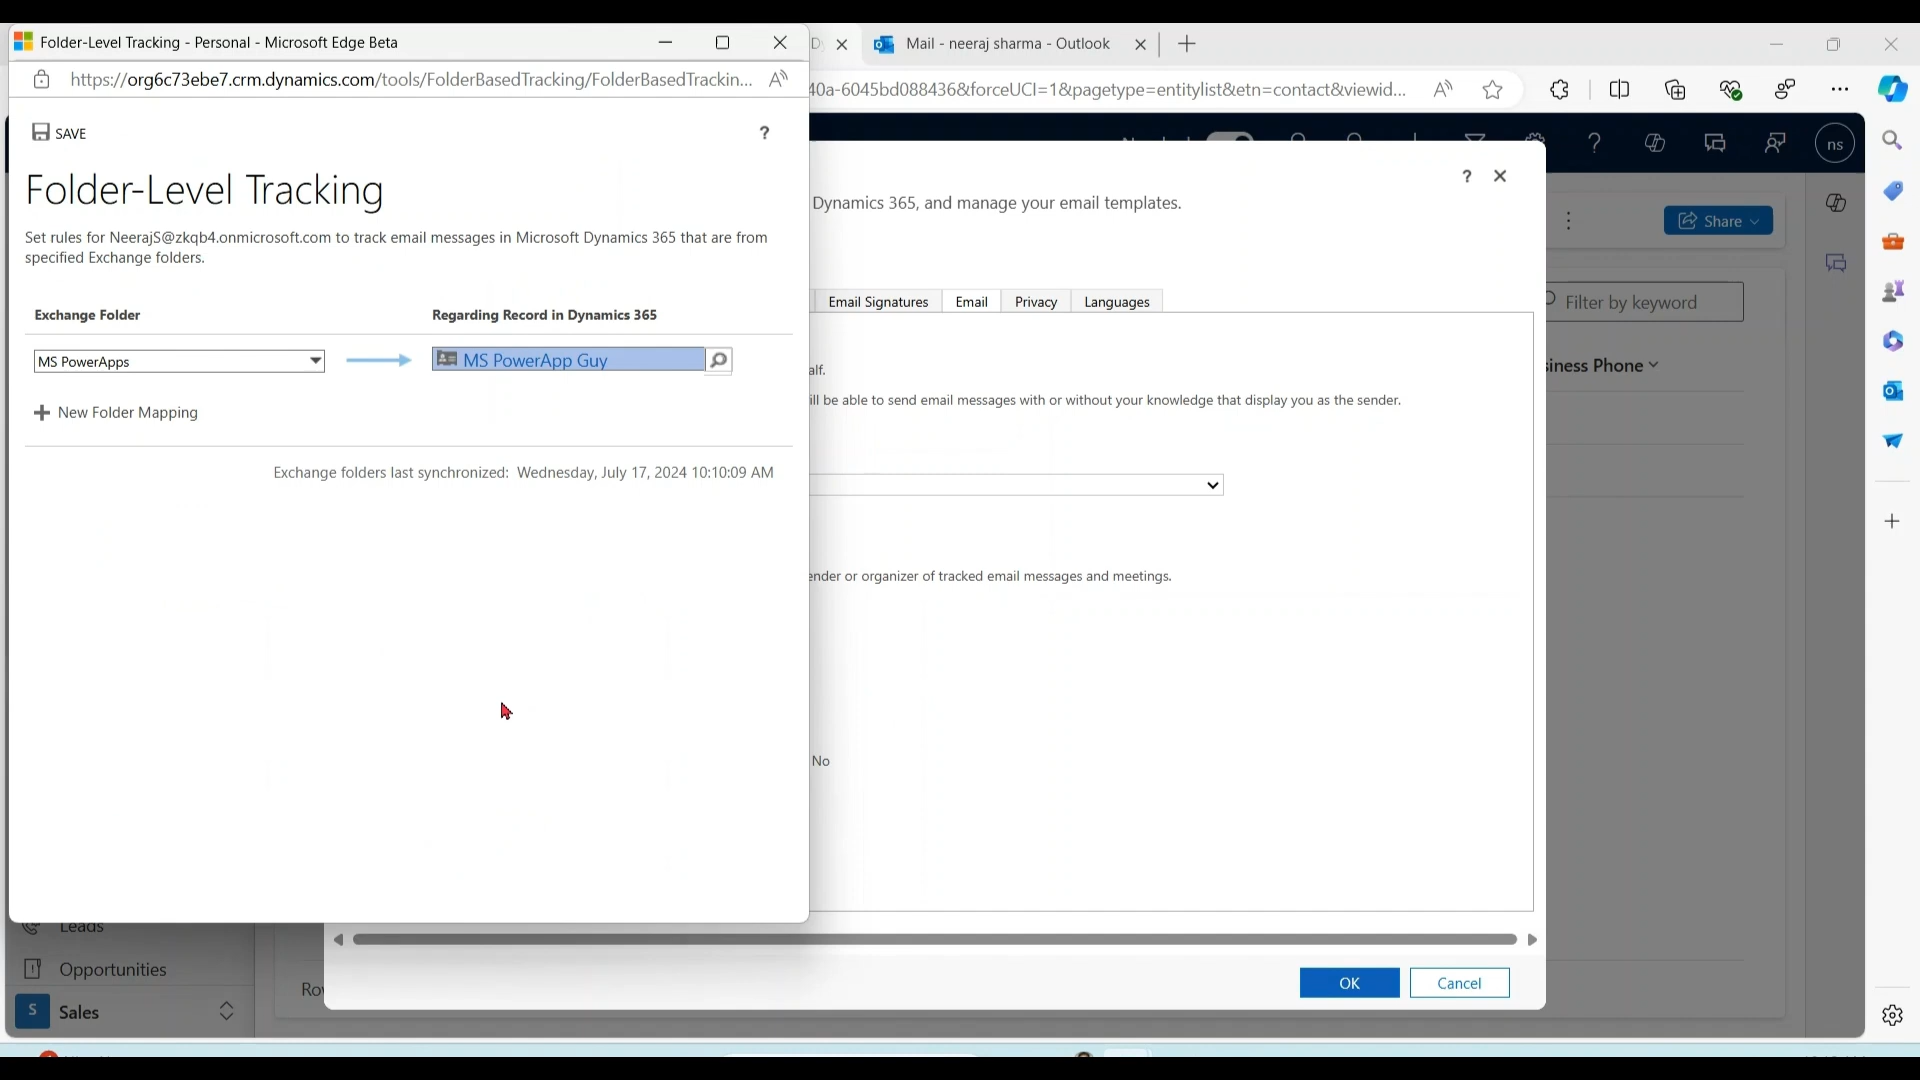 Folder-Level Tracking - Personal - Microsoft Edge Beta
Mail - neeraj sharma - Outlook
https://org6c73ebe7.crm.dynamics.com/tools/FolderBasedTracking/FolderBasedTrackin...
40a-6045bd088436&forceUCI=1&pagetype=entitylist&etn=contact&viewid...
SAVE
?
ns
Folder-Level Tracking
? 
Dynamics 365, and manage your email templates.
Share
Set rules for NeerajS@zkqb4.onmicrosoft.com to track email messages in Microsoft Dynamics 365 that are from
specified Exchange folders.
Email Signatures
Email
Privacy
Languages
Filter by keyword
Exchange Folder
Regarding Record in Dynamics 365
MS PowerApps
MS PowerApp Guy
alf.
siness Phone
ill be able to send email messages with or without your knowledge that display you as the sender.
New Folder Mapping
Exchange folders last synchronized: Wednesday, July 17, 2024 10:10:09 AM
ender or organizer of tracked email messages and meetings.
No
Leads
Opportunities
Rov
OK
Cancel
S
Sales